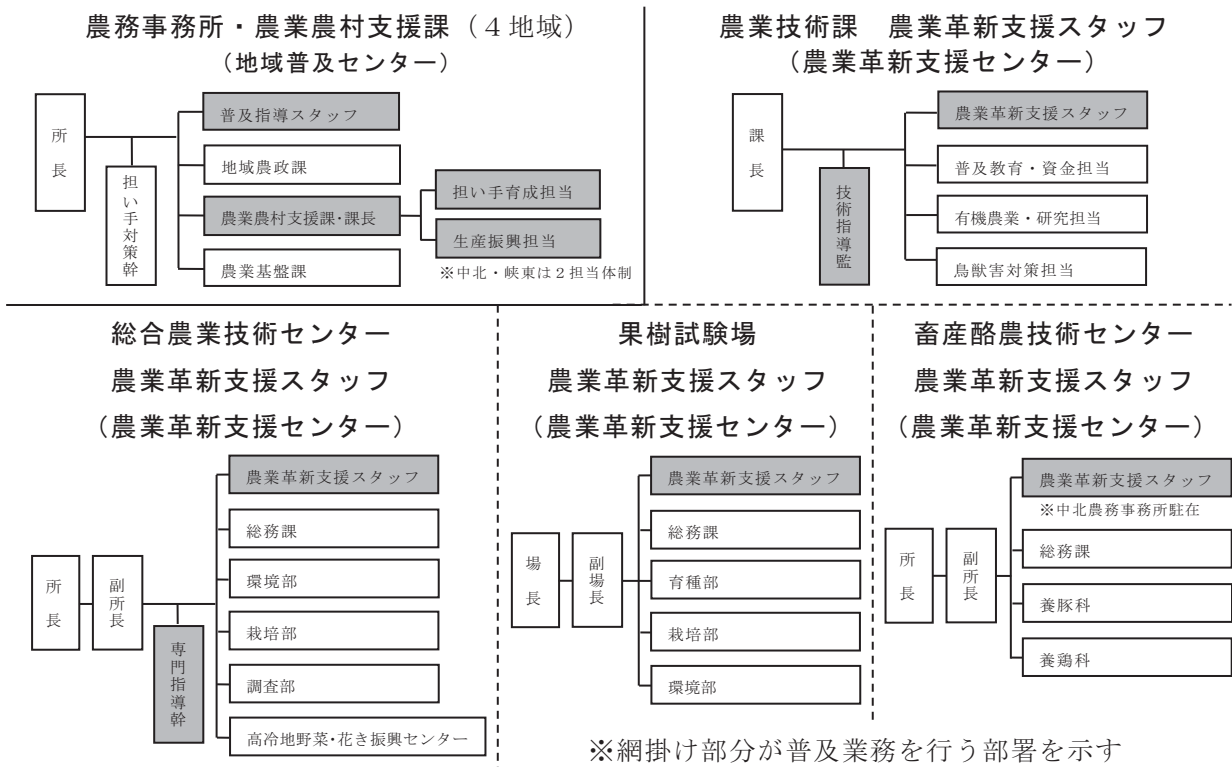 農務事務所・農業農村支援課（４地域）
（地域普及センター）
所長
担い手対策幹
普及指導スタッフ
地域農政課
農業農村支援課・課長
農業基盤課
担い手育成担当
生産振興担当
※中北・峡東は２担当体制
農業技術課　農業革新支援スタッフ
（農業革新支援センター）
課長
技術指導監
農業革新支援スタッフ
普及教育・資金担当
有機農業・研究担当
鳥獣害対策担当
総合農業技術センター
農業革新支援スタッフ
（農業革新支援センター）
所長
副所長
専門指導幹
農業革新支援スタッフ
総務課
環境部
栽培部
調査部
高冷地野菜・花き振興センター
果樹試験場
農業革新支援スタッフ
（農業革新支援センター）
場長
副場長
農業革新支援スタッフ
総務課
育種部
栽培部
環境部
畜産酪農技術センター
農業革新支援スタッフ
（農業革新支援センター）
所長
副所長
農業革新支援スタッフ
※中北農務事務所駐在
総務課
養豚科
養鶏科
※網掛け部分が普及業務を行う部署を示す